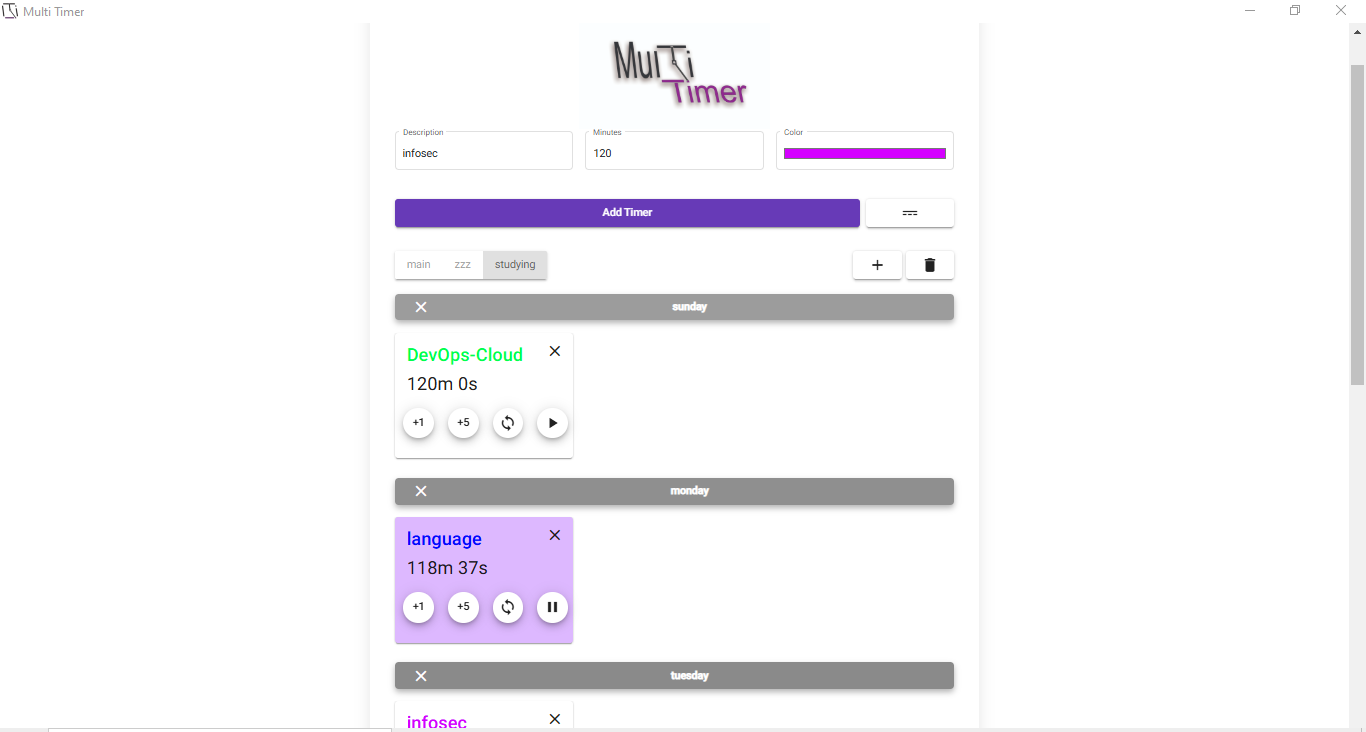 Multi Timer
MulTi
Timer
Description
Minutes
Color
infosec
120
Add Timer
main zzz studying
sunday
DevOps-Cloud
120m 0s
+1 +5
monday
language
118m 37s
+1 +5
tuesday
infosec